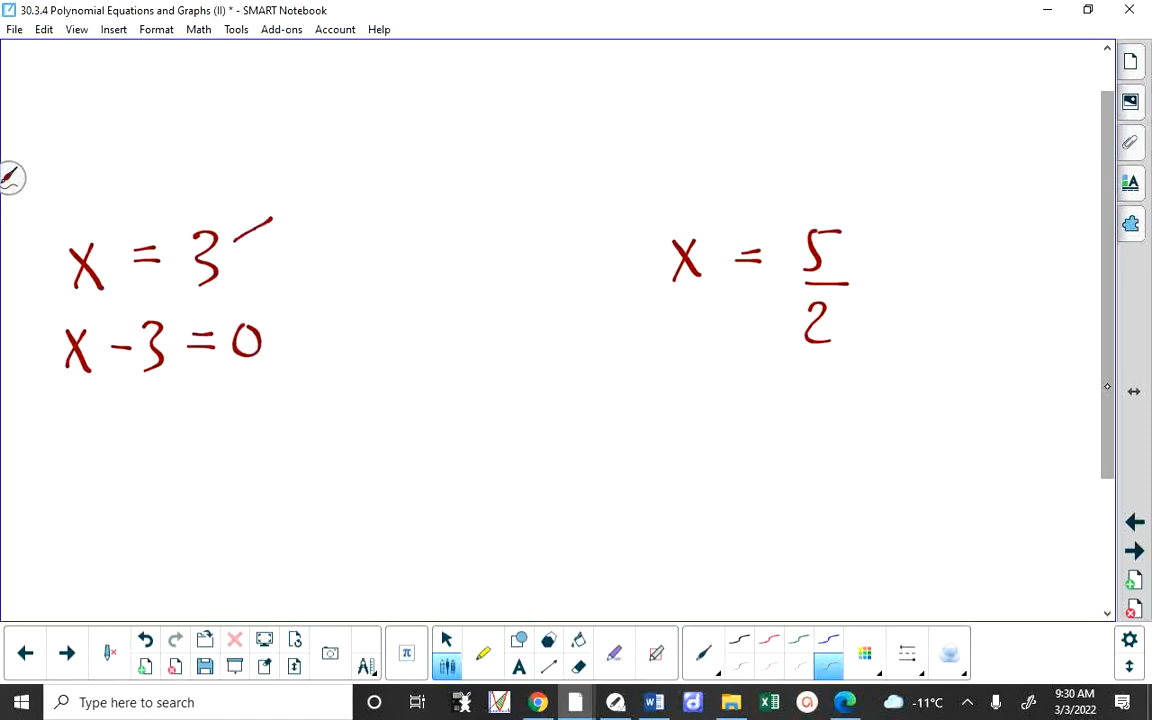 30.3.4 Polynomial Equations and Graphs (II) * - SMART Notebook
File Edit View Insert Format Math Tools Add-ons Account Help
x = 3
x = 5/2
x - 3 = 0
π
A
A
Type here to search
-11°C
9:30 AM
3/3/2022